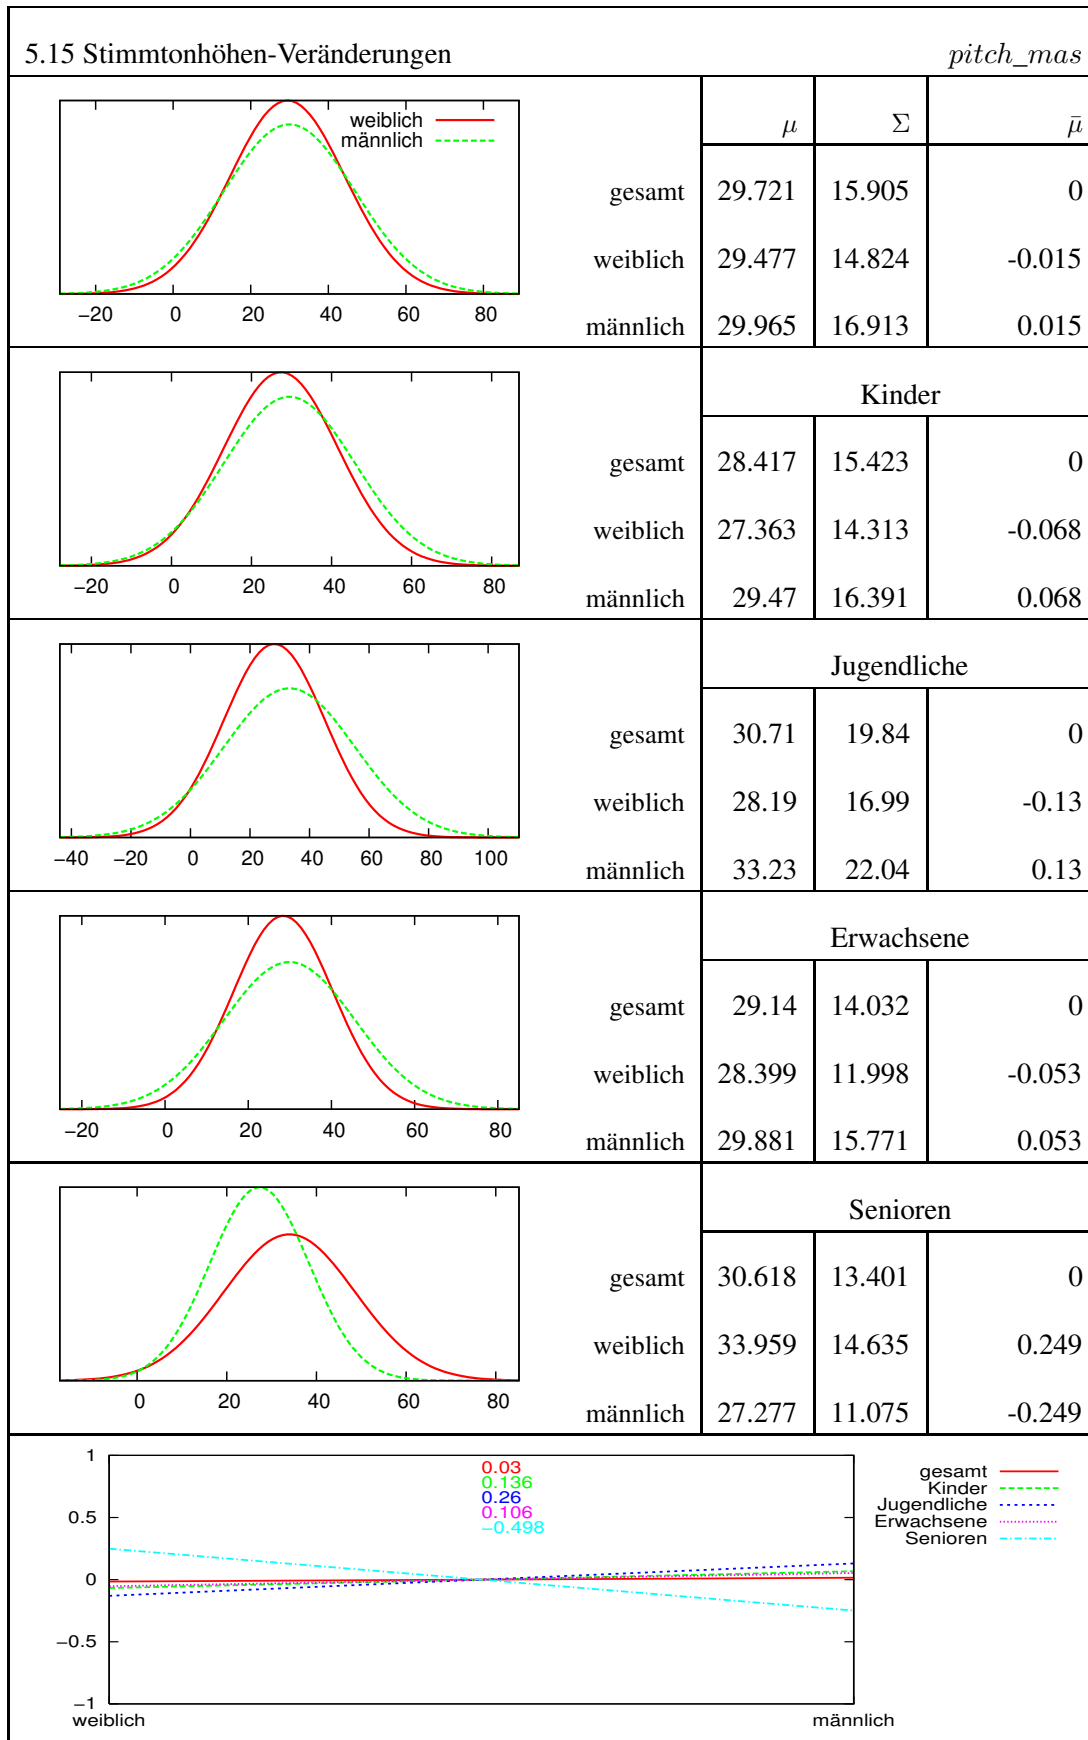 5.15 Stimmtonhöhen-Veränderungen pitch_mas
weiblich
männlich
−20 0 20 40 60 80
μ Σ μ̄
gesamt 29.721 15.905 0
weiblich 29.477 14.824 -0.015
männlich 29.965 16.913 0.015
−20 0 20 40 60 80
Kinder
gesamt 28.417 15.423 0
weiblich 27.363 14.313 -0.068
männlich 29.47 16.391 0.068
−40 −20 0 20 40 60 80 100
Jugendliche
gesamt 30.71 19.84 0
weiblich 28.19 16.99 -0.13
männlich 33.23 22.04 0.13
−20 0 20 40 60 80
Erwachsene
gesamt 29.14 14.032 0
weiblich 28.399 11.998 -0.053
männlich 29.881 15.771 0.053
0 20 40 60 80
Senioren
gesamt 30.618 13.401 0
weiblich 33.959 14.635 0.249
männlich 27.277 11.075 -0.249
1
0.5
0
−0.5
−1
weiblich männlich
0.03
0.136
0.26
0.106
−0.498
gesamt
Kinder
Jugendliche
Erwachsene
Senioren